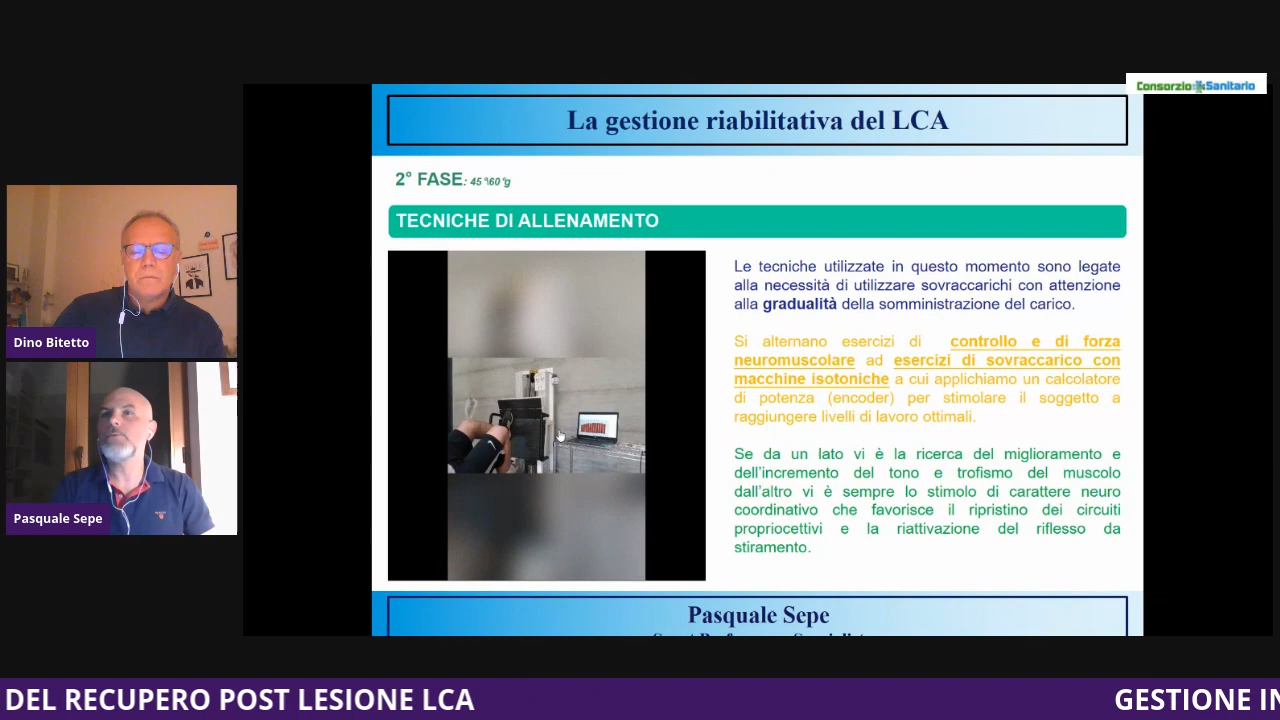 Consorzio Sanitario
La gestione riabilitativa del LCA
2° FASE: 45°\60°g
TECNICHE DI ALLENAMENTO
Le tecniche utilizzate in questo momento sono legate
alla necessità di utilizzare sovraccarichi con attenzione
alla gradualità della somministrazione del carico.
Si alternano esercizi di controllo e di forza
neuromuscolare ad esercizi di sovraccarico con
macchine isotoniche a cui applichiamo un calcolatore
di potenza (encoder) per stimolare il soggetto a
raggiungere livelli di lavoro ottimali.
Se da un lato vi è la ricerca del miglioramento e
dell'incremento del tono e trofismo del muscolo
dall'altro vi è sempre lo stimolo di carattere neuro
coordinativo che favorisce il ripristino dei circuiti
propriocettivi e la riattivazione del riflesso da
stiramento.
Dino Bitetto
Pasquale Sepe
Pasquale Sepe
DEL RECUPERO POST LESIONE LCA
GESTIONE IN